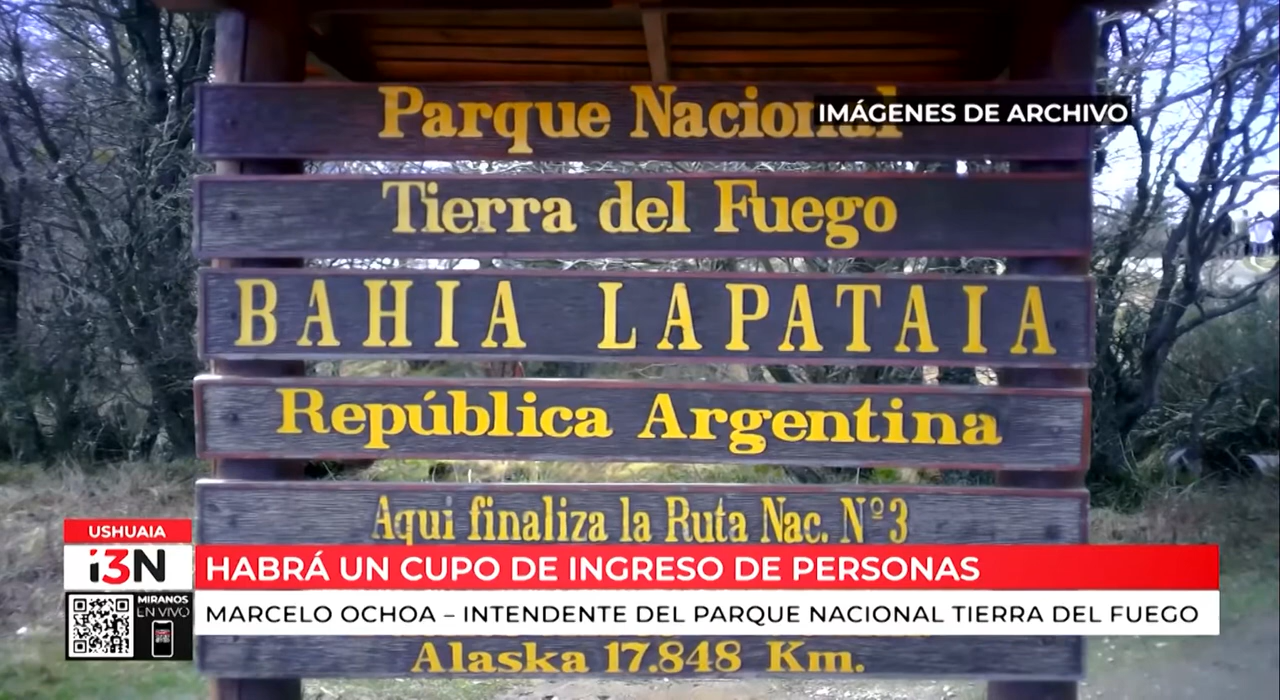 Parque Nacional
IMÁGENES DE ARCHIVO
Tierra del Fuego
BAHIA LAPATAIA
República Argentina
Aqui finaliza la Ruta Nac. Nº3
USHUAIA
i3N
HABRÁ UN CUPO DE INGRESO DE PERSONAS
MIRANOS
EN VIVO
MARCELO OCHOA – INTENDENTE DEL PARQUE NACIONAL TIERRA DEL FUEGO
Alaska 17.848 Km.